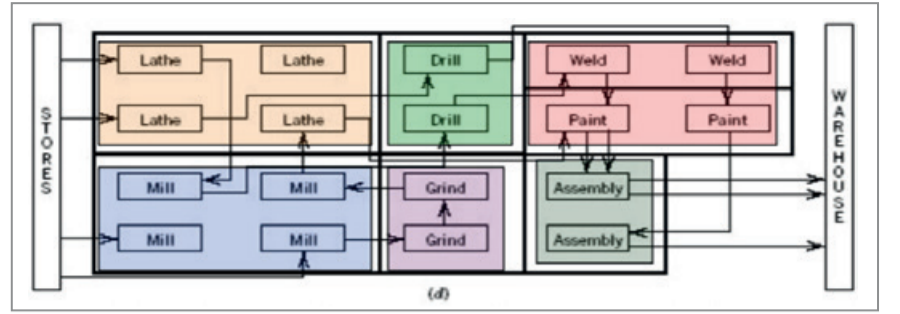 STORES
Lathe Lathe Drill Weld Weld
Lathe Lathe Drill Paint Paint
Mill Mill Grind Assembly
Mill Mill Grind Assembly
WAREHOUSE
(d)